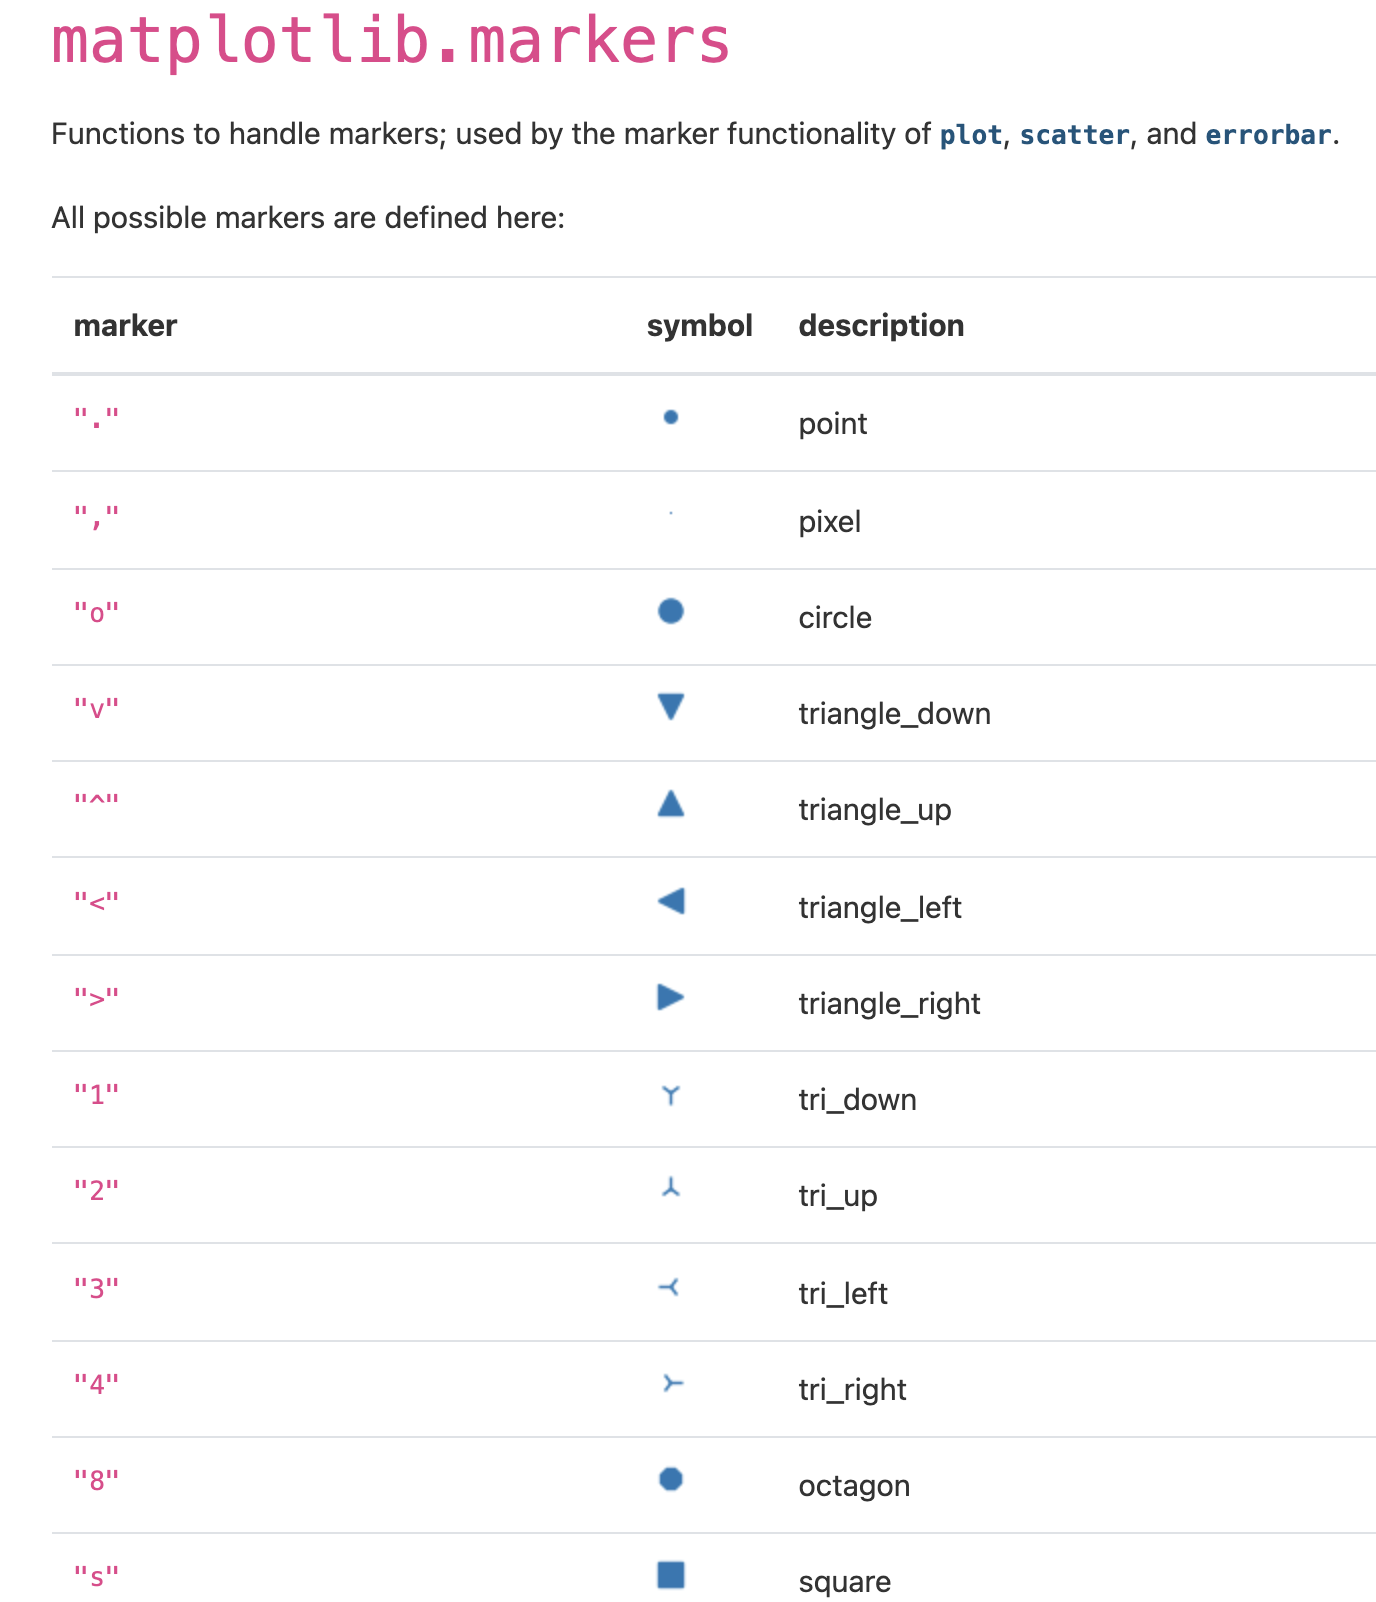 matplotlib.markers
Functions to handle markers; used by the marker functionality of plot, scatter, and errorbar.
All possible markers are defined here:
marker symbol description
"." point
"," pixel
"o" circle
"v" triangle_down
"^" triangle_up
"<" triangle_left
">" triangle_right
"1" tri_down
"2" tri_up
"3" tri_left
"4" tri_right
"8" octagon
"s" square